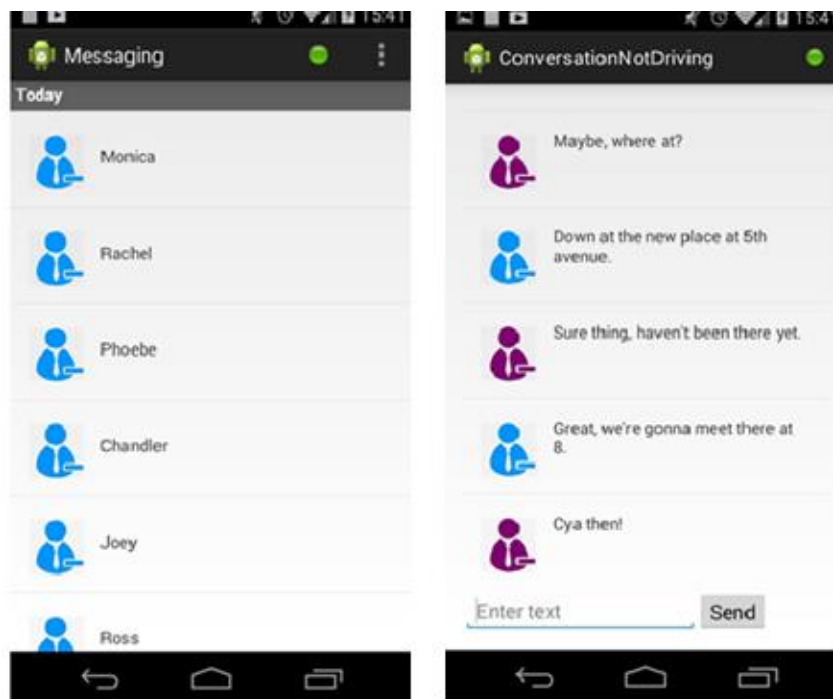 15:41
Messaging
Today
Monica
Rachel
Phoebe
Chandler
Joey
Ross
15:4
ConversationNotDriving
Maybe, where at?
Down at the new place at 5th
avenue.
Sure thing, haven't been there yet.
Great, we're gonna meet there at
8.
Cya then!
Enter text
Send